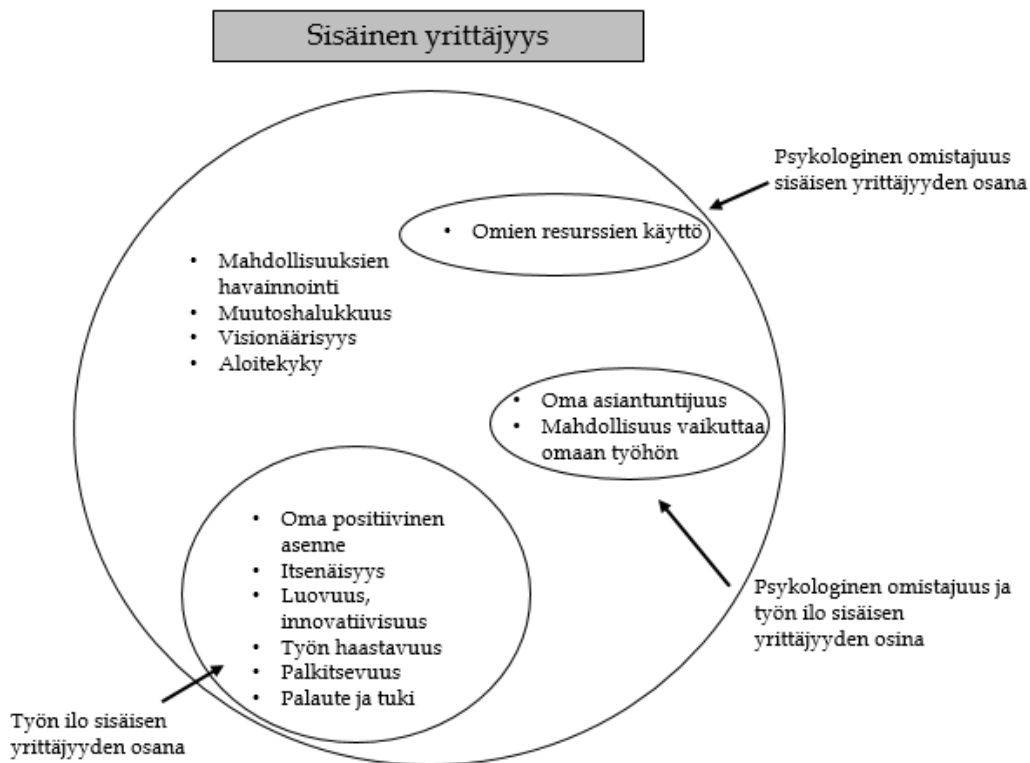 Sisäinen yrittäjyys
Psykologinen omistajuus
sisäisen yrittäjyyden osana
• Omien resurssien käyttö
• Mahdollisuuksien
havainnointi
• Muutoshalukkuus
• Visionäärisyys
• Aloitekyky
• Oma asiantuntijuus
• Mahdollisuus vaikuttaa
omaan työhön
• Oma positiivinen
asenne
• Itsenäisyys
• Luovuus,
innovatiivisuus
• Työn haastavuus
• Palkitsevuus
• Palaute ja tuki
Psykologinen omistajuus ja
työn ilo sisäisen
yrittäjyyden osina
Työn ilo sisäisen
yrittäjyyden osana